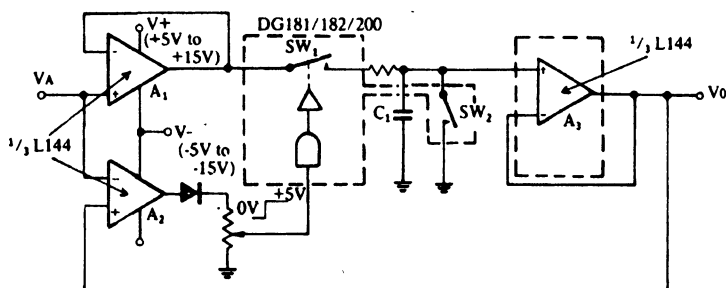 DG181/182/200
V+
(+5V to
+15V)
SW1
1/3 L144
VA
A1
1/3 L144
V-
(-5V to
-15V)
A2
0V
+5V
C1
SW2
A3
V0